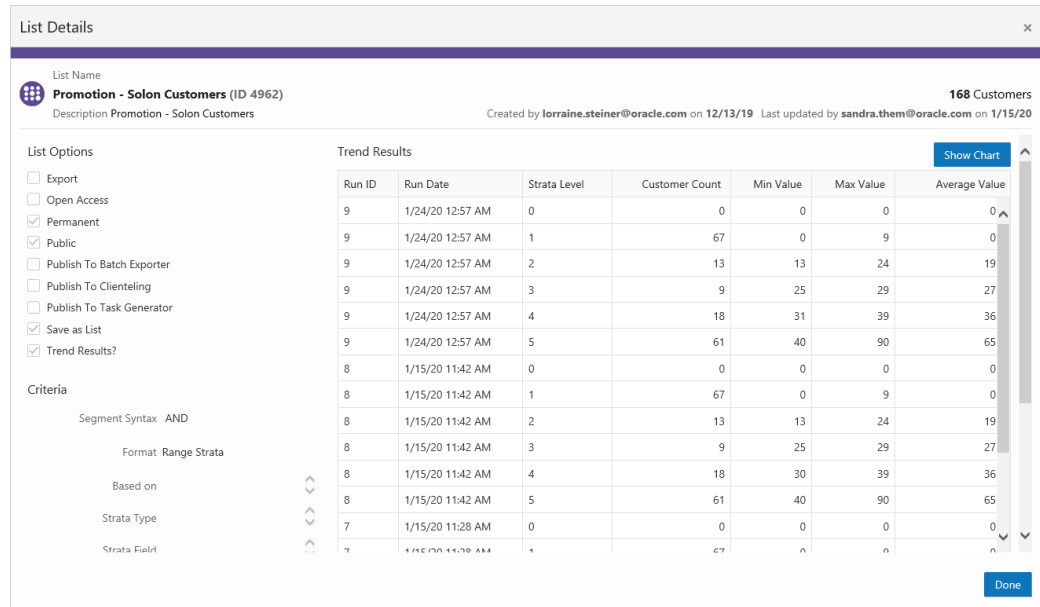 List Details ×
List Name
Promotion - Solon Customers (ID 4962) 168 Customers
Description Promotion - Solon Customers Created by lorraine.steiner@oracle.com on 12/13/19 Last updated by sandra.them@oracle.com on 1/15/20
List Options
Export
Open Access
Permanent
Public
Publish To Batch Exporter
Publish To Clienteling
Publish To Task Generator
Save as List
Trend Results?
Criteria
Segment Syntax AND
Format Range Strata
Based on
Strata Type
Strata Field
Trend Results Show Chart
Run ID Run Date Strata Level Customer Count Min Value Max Value Average Value
9 1/24/20 12:57 AM 0 0 0 0 0
9 1/24/20 12:57 AM 1 67 0 9 0
9 1/24/20 12:57 AM 2 13 13 24 19
9 1/24/20 12:57 AM 3 9 25 29 27
9 1/24/20 12:57 AM 4 18 31 39 36
9 1/24/20 12:57 AM 5 61 40 90 65
8 1/15/20 11:42 AM 0 0 0 0 0
8 1/15/20 11:42 AM 1 67 0 9 0
8 1/15/20 11:42 AM 2 13 13 24 19
8 1/15/20 11:42 AM 3 9 25 29 27
8 1/15/20 11:42 AM 4 18 30 39 36
8 1/15/20 11:42 AM 5 61 40 90 65
7 1/15/20 11:28 AM 0 0 0 0 0
7 1/15/20 11:28 AM 1 67 0 9 0
Done